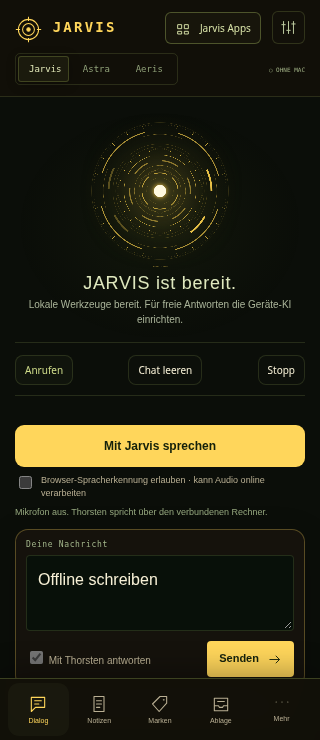 JARVIS
Jarvis Apps
Jarvis Astra Aeris
OHNE MAC
JARVIS ist bereit.
Lokale Werkzeuge bereit. Für freie Antworten die Geräte-KI
einrichten.
Anrufen Chat leeren Stopp
Mit Jarvis sprechen
Browser-Spracherkennung erlauben · kann Audio online
verarbeiten
Mikrofon aus. Thorsten spricht über den verbundenen Rechner.
Deine Nachricht
Offline schreiben
Mit Thorsten antworten
Senden →
Dialog Notizen Marken Ablage Mehr